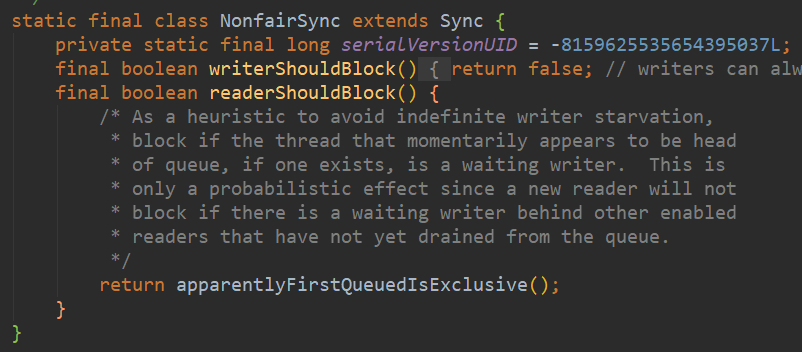 static final class NonfairSync extends Sync {
private static final long serialVersionUID = -8159625535654395037L;
final boolean writerShouldBlock() { return false; // writers can alw
final boolean readerShouldBlock() {
/* As a heuristic to avoid indefinite writer starvation,
* block if the thread that momentarily appears to be head
* of queue, if one exists, is a waiting writer.  This is
* only a probabilistic effect since a new reader will not
* block if there is a waiting writer behind other enabled
* readers that have not yet drained from the queue.
*/
return apparentlyFirstQueuedIsExclusive();
}
}